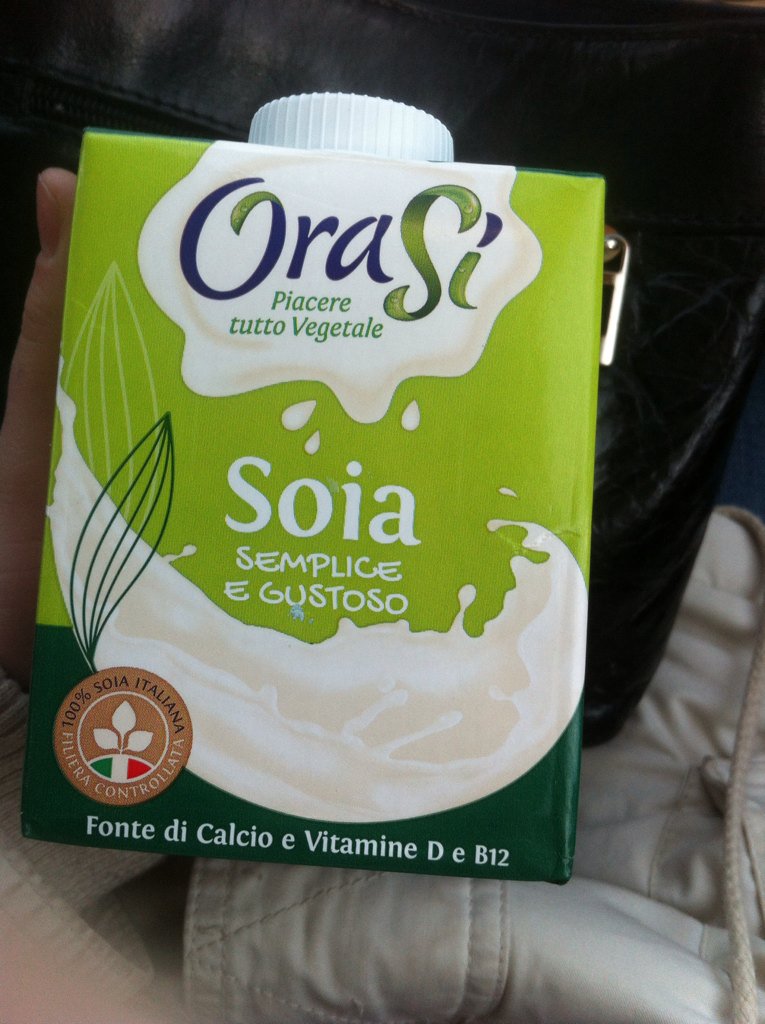 OraSì
Piacere
tutto Vegetale
Soia
SEMPLICE
E GUSTOSO
100% SOIA ITALIANA
FILIERA CONTROLLATA
Fonte di Calcio e Vitamine D e B12